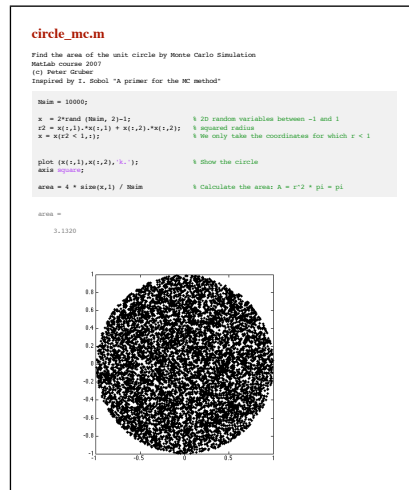 circle_mc.m
Find the area of the unit circle by Monte Carlo Simulation
MatLab course 2007
(c) Peter Gruber
Inspired by I. Sobol "A primer for the MC method"
Nsim = 10000;
x = 2*rand (Nsim, 2)-1; % 2D random variables between -1 and 1
r2 = x(:,1).*x(:,1) + x(:,2).*x(:,2); % squared radius
x = x(r2 < 1,:); % We only take the coordinates for which r < 1
plot (x(:,1),x(:,2),'k.'); % Show the circle
axis square;
area = 4 * size(x,1) / Nsim % Calculate the area: A = r^2 * pi = pi
area =
3.1320
1
0.8
0.6
0.4
0.2
0
-0.2
-0.4
-0.6
-0.8
-1
-1 -0.5 0 0.5 1